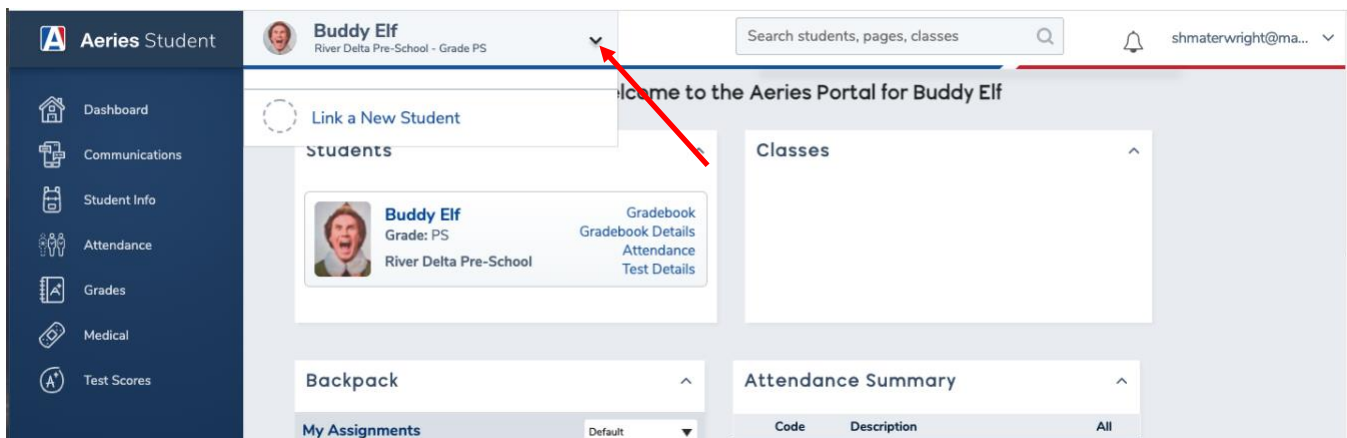 Aeries Student
Buddy Elf
River Delta Pre-School - Grade PS
Search students, pages, classes
shmaterwright@ma...
Link a New Student
elcome to the Aeries Portal for Buddy Elf
Dashboard
Communications
Student Info
Attendance
Grades
Medical
Test Scores
Students
Buddy Elf
Grade: PS
River Delta Pre-School
Gradebook
Gradebook Details
Attendance
Test Details
Classes
Backpack
My Assignments
Default
Attendance Summary
Code Description All